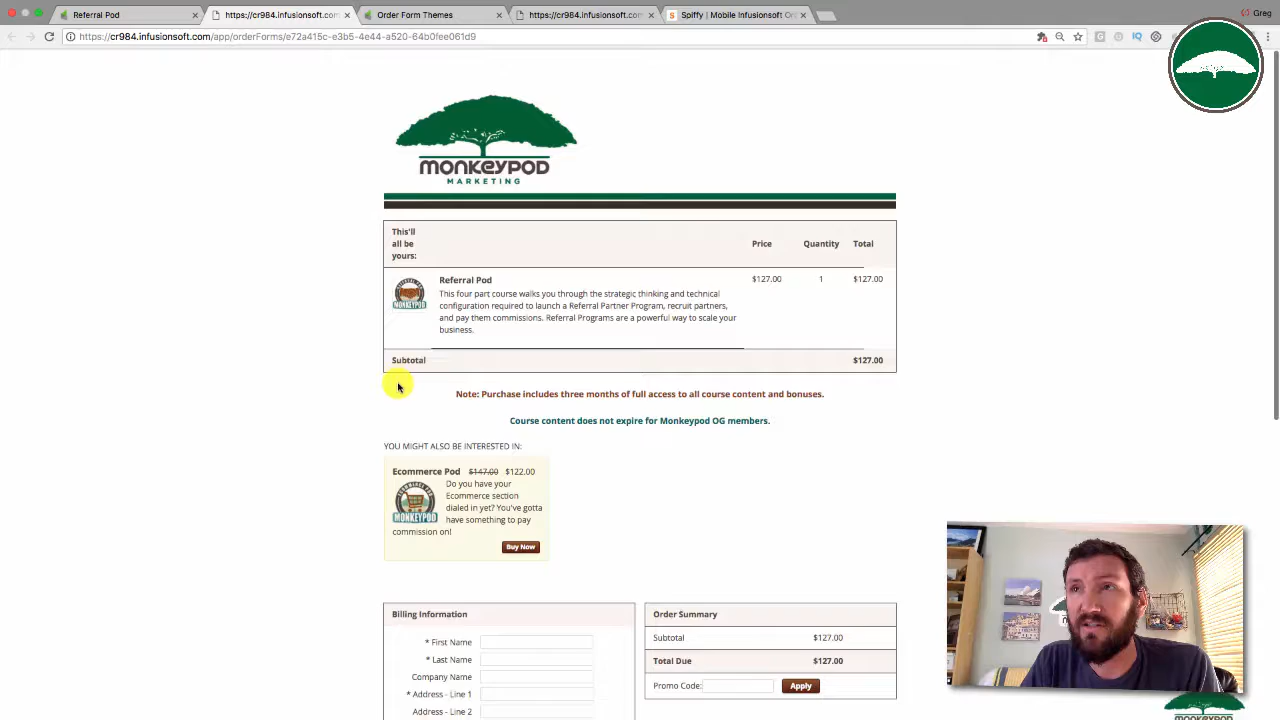 Referral Pod
https://cr984.infusionsoft.com/
Order Form Themes
https://cr984.infusionsoft.com/
Spiffy | Mobile Infusionsoft Or
Greg
https://cr984.infusionsoft.com/app/orderForms/e72a415c-e3b5-4e44-a520-64b0fee061d9
MONKEYPOD
MARKETING
This'll
all be
yours:
Price Quantity Total
Referral Pod $127.00 1 $127.00
This four part course walks you through the strategic thinking and technical
configuration required to launch a Referral Partner Program, recruit partners,
and pay them commissions. Referral Programs are a powerful way to scale your
business.
MONKEYPOD
Subtotal $127.00
Note: Purchase includes three months of full access to all course content and bonuses.
Course content does not expire for Monkeypod OG members.
YOU MIGHT ALSO BE INTERESTED IN:
Ecommerce Pod $147.00 $122.00
Do you have your
Ecommerce section
dialed in yet? You've gotta
have something to pay
commission on!
MONKEYPOD
Buy Now
Billing Information
* First Name
* Last Name
Company Name
* Address - Line 1
Address - Line 2
Order Summary
Subtotal $127.00
Total Due $127.00
Promo Code: Apply